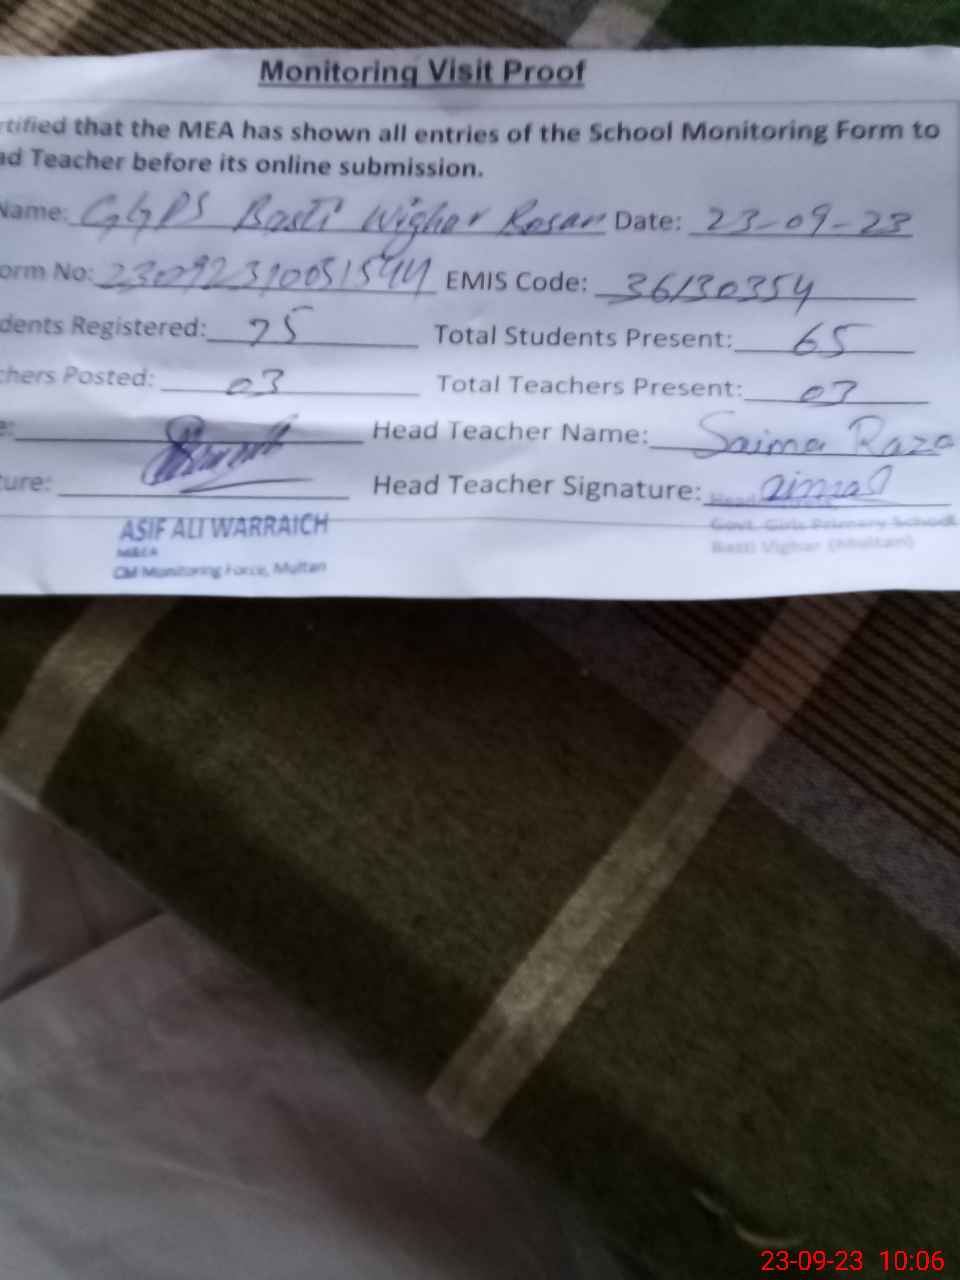 Monitoring Visit Proof
rtified that the MEA has shown all entries of the School Monitoring Form to
ad Teacher before its online submission.
Name: GGPS Basti Wighar Date: 23-09-23
orm No: EMIS Code: 36130354
dents Registered: 75 Total Students Present: 65
chers Posted: 03 Total Teachers Present: 03
e: Head Teacher Name: Saima Raza
ture: Head Teacher Signature:
ASIF ALI WARRAICH
M&EA
CM Monitoring Force, Multan
Govt. Girls Primary School
Basti Vighar (Multan)
23-09-23 10:06